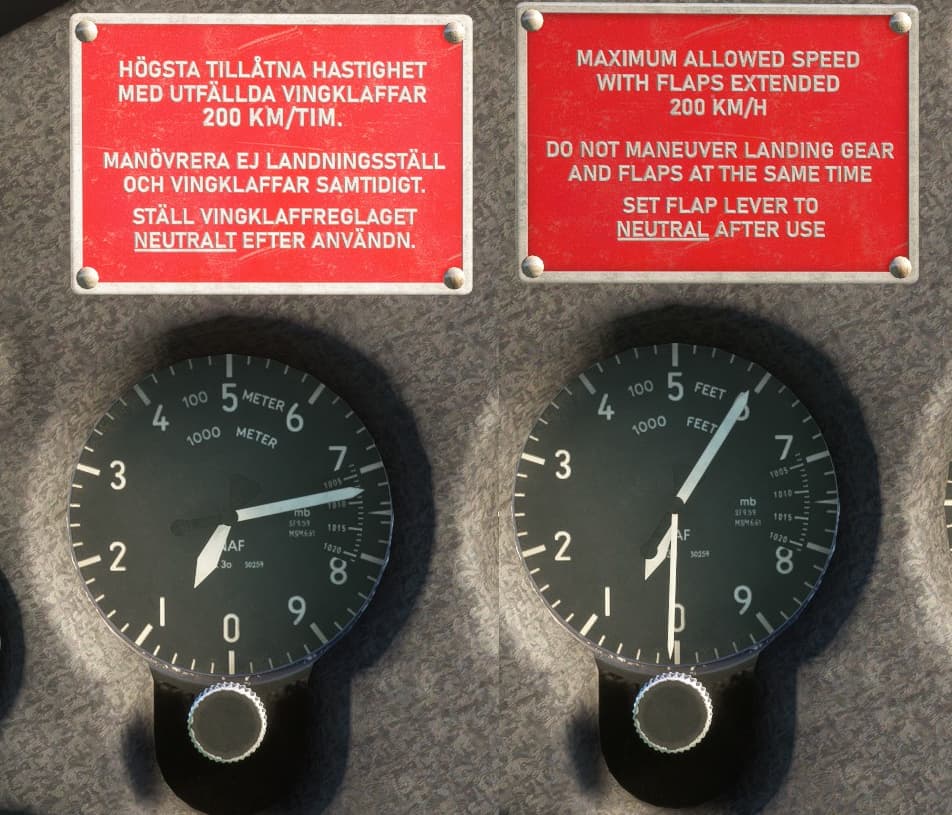 HÖGSTA TILLÅTNA HASTIGHET
MED UTFÄLLDA VINGKLAFFAR
200 KM/TIM.
MANÖVRERA EJ LANDNINGSSTÄLL
OCH VINGKLAFFAR SAMTIDIGT.
STÄLL VINGKLAFFREGLAGET
NEUTRALT EFTER ANVÄNDN.
MAXIMUM ALLOWED SPEED
WITH FLAPS EXTENDED
200 KM/H
DO NOT MANEUVER LANDING GEAR
AND FLAPS AT THE SAME TIME
SET FLAP LEVER TO
NEUTRAL AFTER USE
100 METER
1000 METER
0
1
2
3
4
5
6
7
8
9
1005
1010
1015
1020
mb
30259
100 FEET
1000 FEET
0
1
2
3
4
5
7
8
9
1005
1010
1015
1020
mb
30259